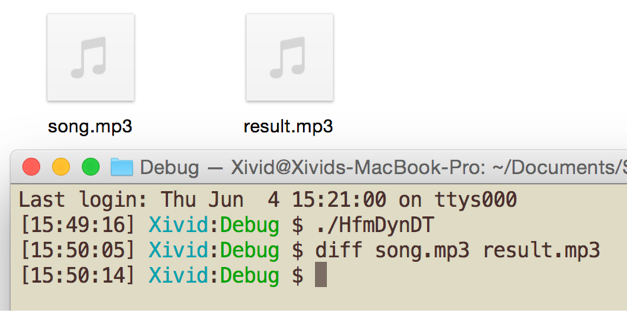 song.mp3 result.mp3
Debug — Xivid@Xivids-MacBook-Pro: ~/Documents/S
Last login: Thu Jun  4 15:21:00 on ttys000
[15:49:16] Xivid:Debug $ ./HfmDynDT
[15:50:05] Xivid:Debug $ diff song.mp3 result.mp3
[15:50:14] Xivid:Debug $